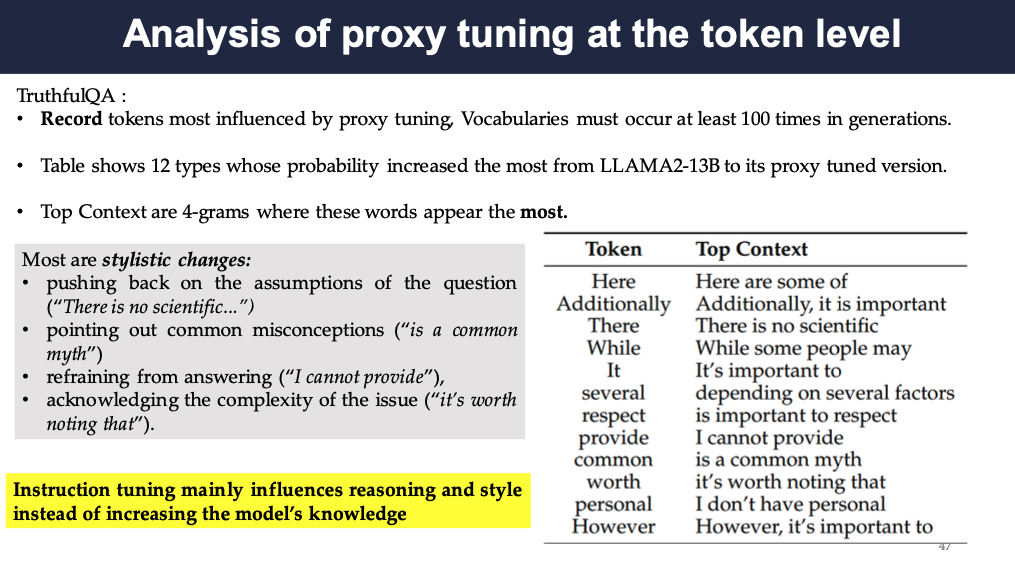 Analysis of proxy tuning at the token level
TruthfulQA :
• Record tokens most influenced by proxy tuning, Vocabularies must occur at least 100 times in generations.
• Table shows 12 types whose probability increased the most from LLAMA2-13B to its proxy tuned version.
• Top Context are 4-grams where these words appear the most.
Most are stylistic changes:
• pushing back on the assumptions of the question
("There is no scientific...")
• pointing out common misconceptions ("is a common
myth")
• refraining from answering ("I cannot provide"),
• acknowledging the complexity of the issue ("it's worth
noting that").
Instruction tuning mainly influences reasoning and style
instead of increasing the model's knowledge
Token Top Context
Here Here are some of
Additionally Additionally, it is important
There There is no scientific
While While some people may
It It's important to
several depending on several factors
respect is important to respect
provide I cannot provide
common is a common myth
worth it's worth noting that
personal I don't have personal
However However, it's important to
47